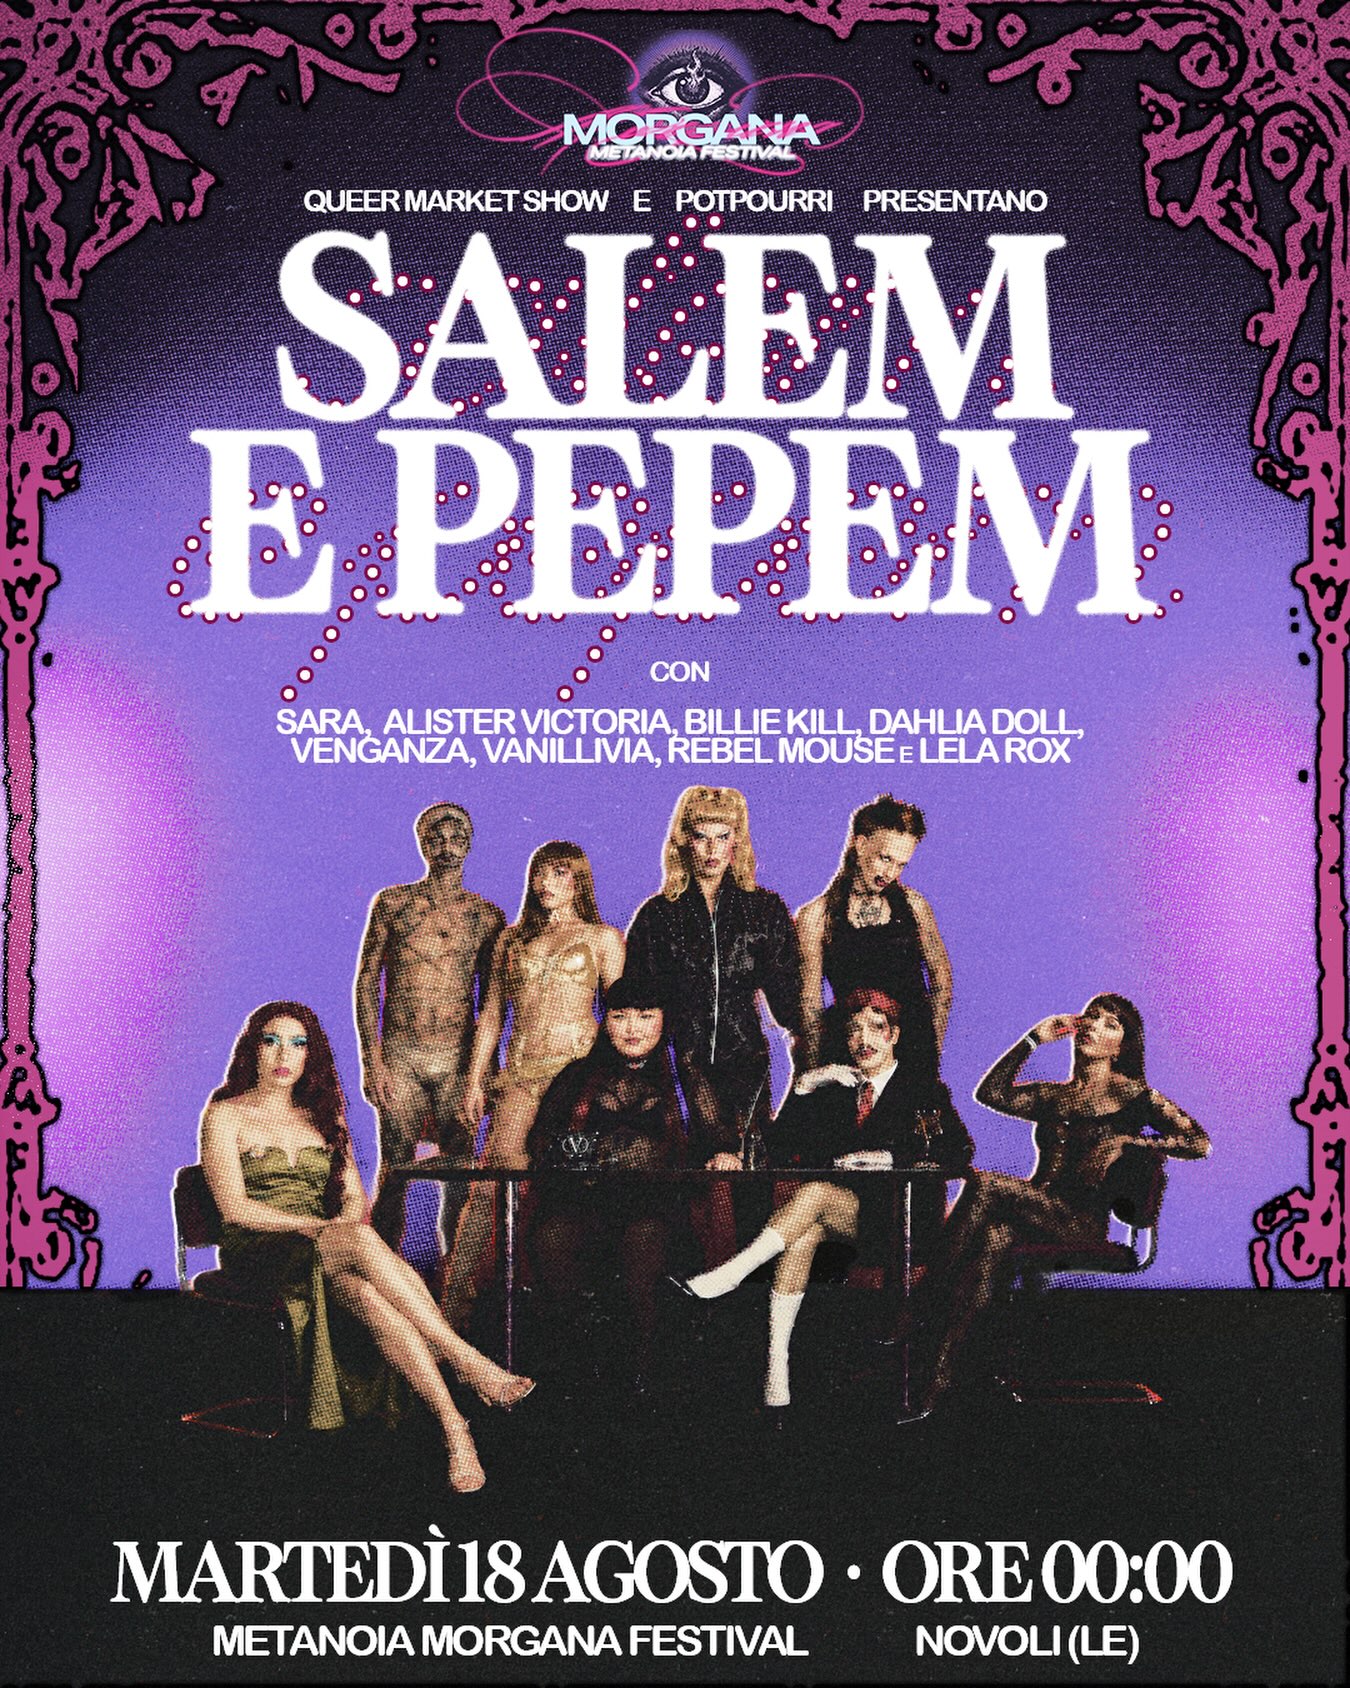 MORGANA
METANOIA FESTIVAL
QUEER MARKET SHOW E POTPOURRI PRESENTANO
SALEM
E PEPEM
CON
SARA, ALISTER VICTORIA, BILLIE KILL, DAHLIA DOLL,
VENGANZA, VANILLIVIA, REBEL MOUSE E LELA ROX
MARTEDÌ 18 AGOSTO · ORE 00:00
METANOIA MORGANA FESTIVAL NOVOLI (LE)